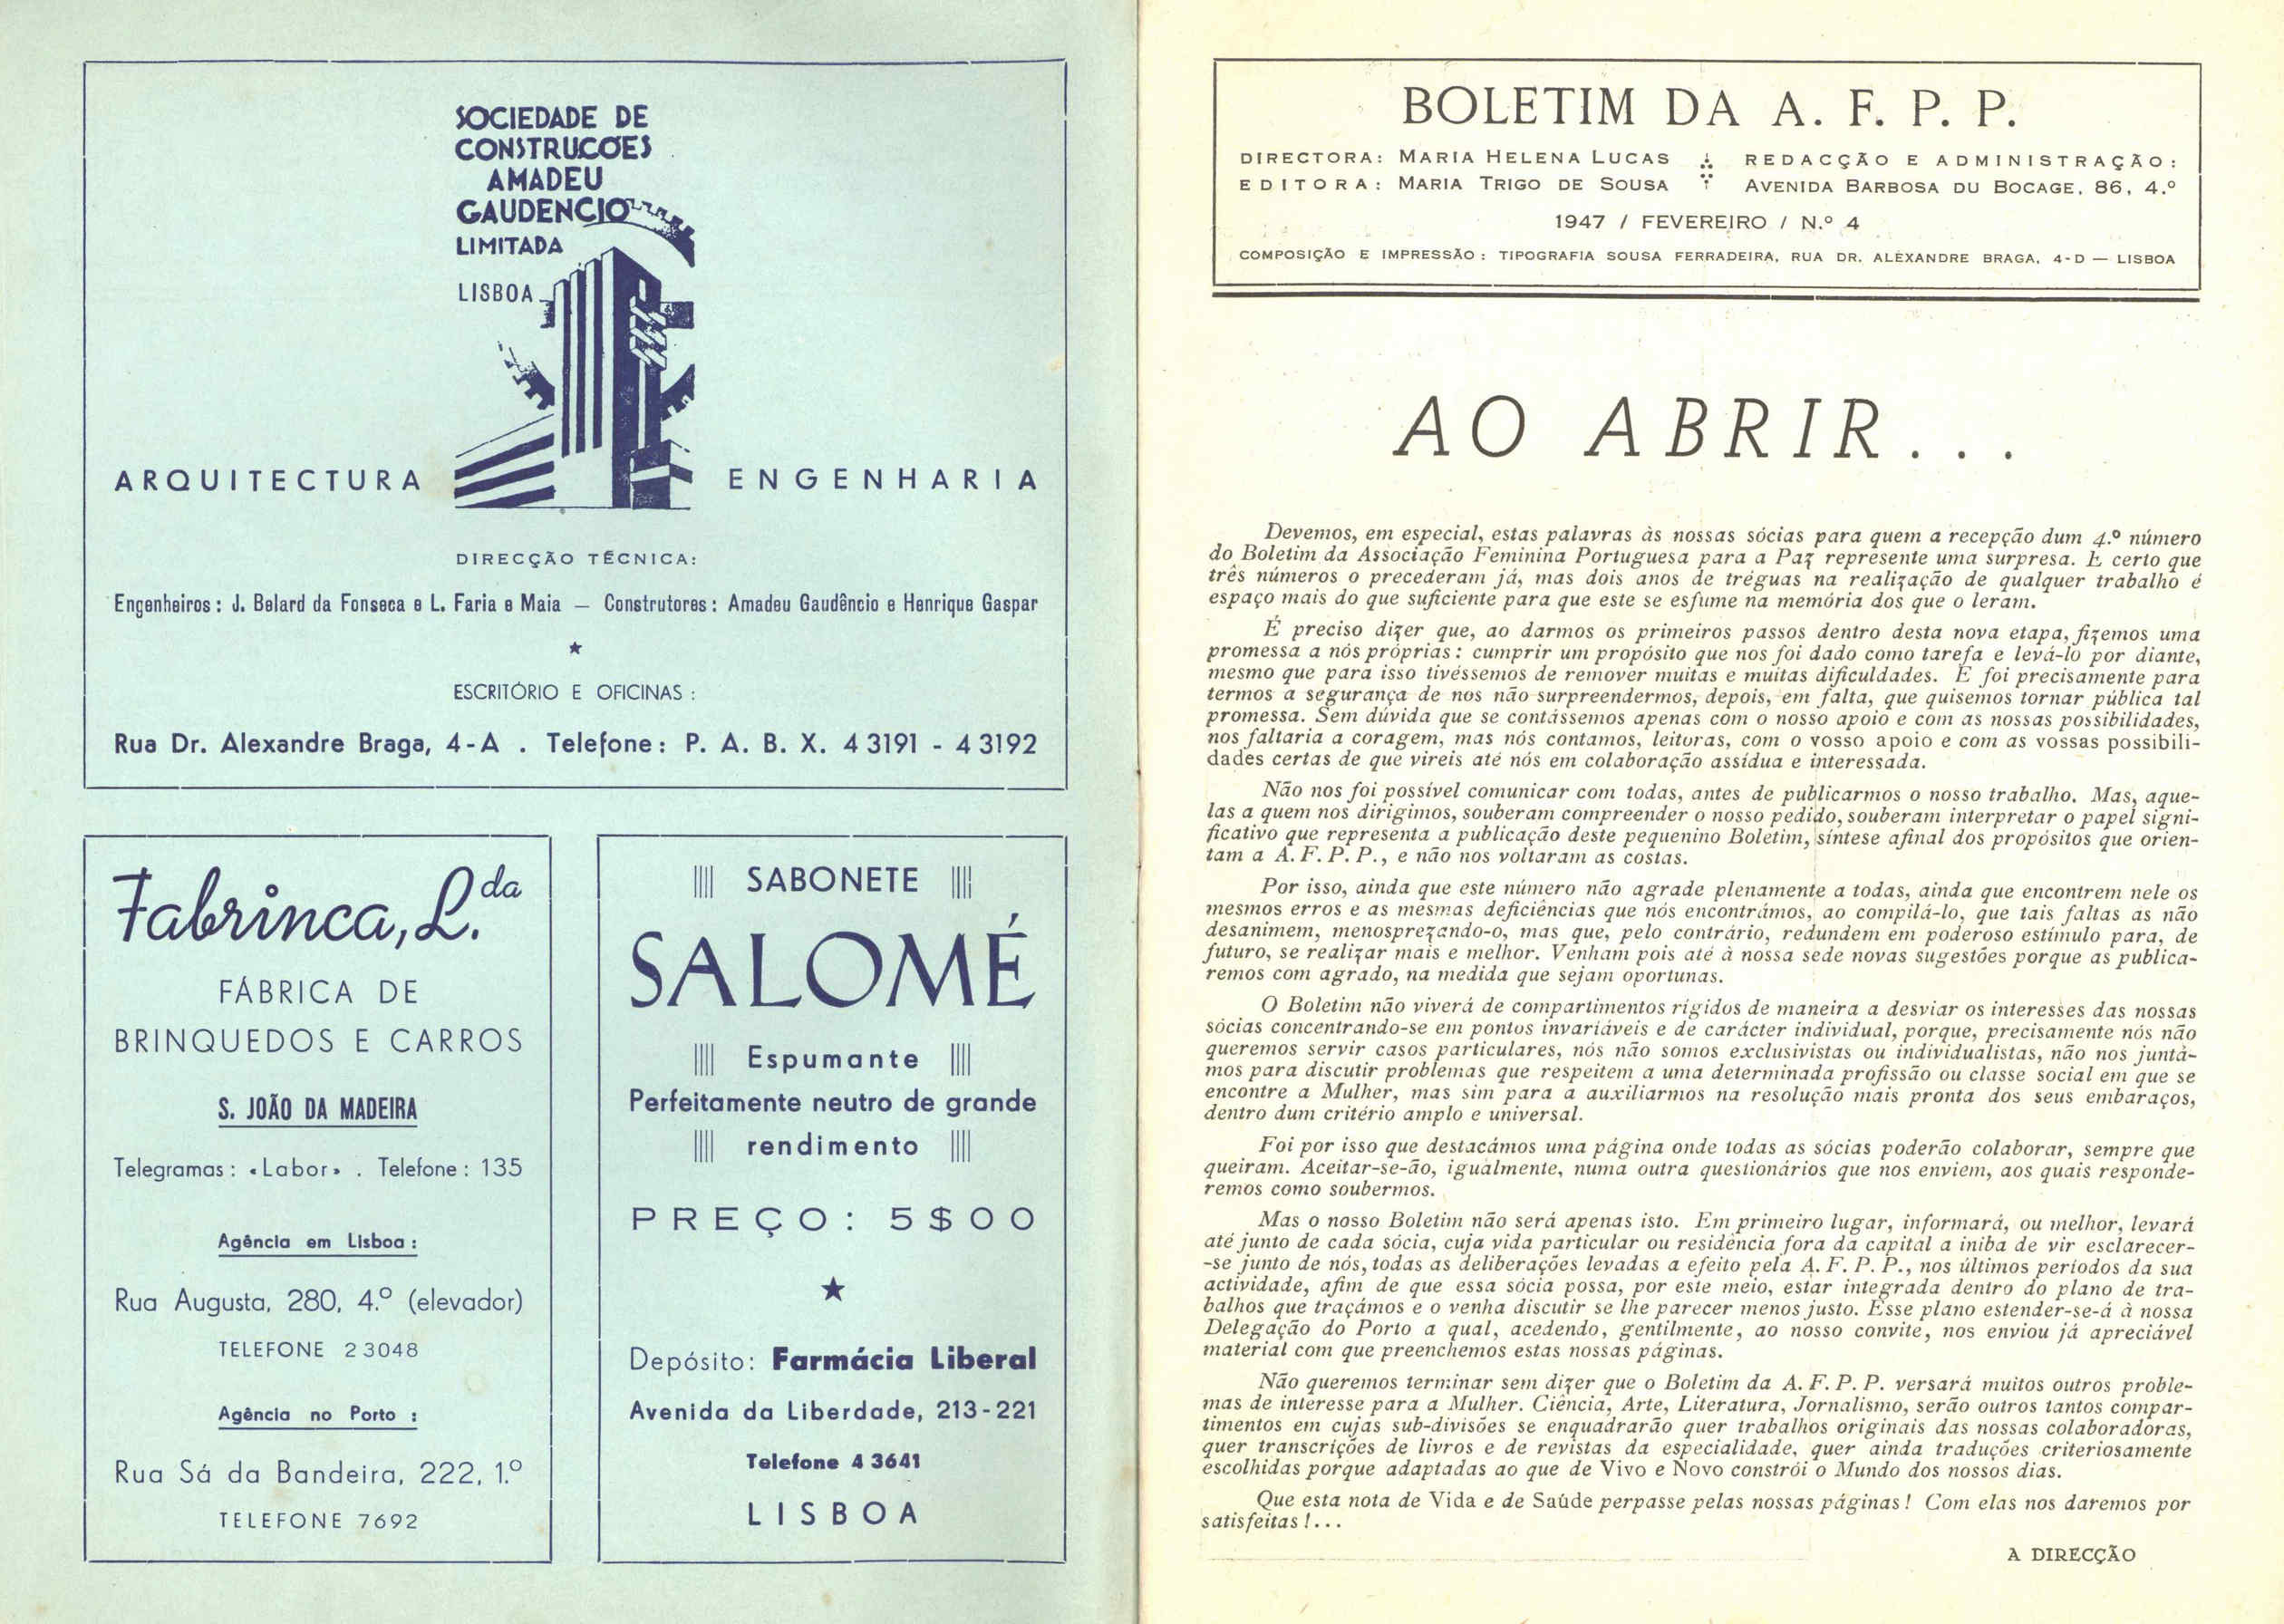 SOCIEDADE DE
CONSTRUCÕES
AMADEU
GAUDENCIO
LIMITADA
LISBOA
ARQUITECTURA ENGENHARIA
DIRECÇÃO TÉCNICA:
Engenheiros: J. Belard da Fonseca e L. Faria e Maia — Construtores: Amadeu Gaudêncio e Henrique Gaspar
ESCRITÓRIO E OFICINAS :
Rua Dr. Alexandre Braga, 4-A . Telefone: P. A. B. X. 4 3191 - 4 3192
Fabrinca, L.da
FÁBRICA DE
BRINQUEDOS E CARROS
S. JOÃO DA MADEIRA
Telegramas: «Labor» . Telefone: 135
Agência em Lisboa:
Rua Augusta, 280, 4.º (elevador)
TELEFONE 2 3048
Agência no Porto :
Rua Sá da Bandeira, 222, 1.º
TELEFONE 7692
SABONETE
SALOMÉ
Espumante
Perfeitamente neutro de grande
rendimento
PREÇO: 5$00
Depósito: Farmácia Liberal
Avenida da Liberdade, 213-221
Telefone 4 3641
LISBOA
BOLETIM DA A. F. P. P.
DIRECTORA: MARIA HELENA LUCAS
EDITORA: MARIA TRIGO DE SOUSA
REDACÇÃO E ADMINISTRAÇÃO:
AVENIDA BARBOSA DU BOCAGE, 86, 4.º
1947 / FEVEREIRO / N.º 4
COMPOSIÇÃO E IMPRESSÃO: TIPOGRAFIA SOUSA FERRADEIRA, RUA DR. ALEXANDRE BRAGA, 4-D — LISBOA
AO ABRIR...
Devemos, em especial, estas palavras às nossas sócias para quem a recepção dum 4.º número
do Boletim da Associação Feminina Portuguesa para a Paz represente uma surpresa. É certo que
três números o precederam já, mas dois anos de tréguas na realização de qualquer trabalho é
espaço mais do que suficiente para que este se esfume na memória dos que o leram.
É preciso dizer que, ao darmos os primeiros passos dentro desta nova etapa, fizemos uma
promessa a nós próprias: cumprir um propósito que nos foi dado como tarefa e levá-lo por diante,
mesmo que para isso tivéssemos de remover muitas e muitas dificuldades. E foi precisamente para
termos a segurança de nos não surpreendermos, depois, em falta, que quisemos tornar pública tal
promessa. Sem dúvida que se contássemos apenas com o nosso apoio e com as nossas possibilidades,
nos faltaria a coragem, mas nós contamos, leitoras, com o vosso apoio e com as vossas possibili-
dades certas de que vireis até nós em colaboração assídua e interessada.
Não nos foi possível comunicar com todas, antes de publicarmos o nosso trabalho. Mas, aque-
las a quem nos dirigimos, souberam compreender o nosso pedido, souberam interpretar o papel signi-
ficativo que representa a publicação deste pequenino Boletim, síntese afinal dos propósitos que orien-
tam a A. F. P. P., e não nos voltaram as costas.
Por isso, ainda que este número não agrade plenamente a todas, ainda que encontrem nele os
mesmos erros e as mesmas deficiências que nós encontrámos, ao compilá-lo, que tais faltas as não
desanimem, menosprezando-o, mas que, pelo contrário, redundem em poderoso estímulo para, de
futuro, se realizar mais e melhor. Venham pois até à nossa sede novas sugestões porque as publica-
remos com agrado, na medida que sejam oportunas.
O Boletim não viverá de compartimentos rígidos de maneira a desviar os interesses das nossas
sócias concentrando-se em pontos invariáveis e de carácter individual, porque, precisamente nós não
queremos servir casos particulares, nós não somos exclusivistas ou individualistas, não nos juntá-
mos para discutir problemas que respeitem a uma determinada profissão ou classe social em que se
encontre a Mulher, mas sim para a auxiliarmos na resolução mais pronta dos seus embaraços,
dentro dum critério amplo e universal.
Foi por isso que destacámos uma página onde todas as sócias poderão colaborar, sempre que
queiram. Aceitar-se-ão, igualmente, numa outra questionários que nos enviem, aos quais responde-
remos como soubermos.
Mas o nosso Boletim não será apenas isto. Em primeiro lugar, informará, ou melhor, levará
até junto de cada sócia, cuja vida particular ou residência fora da capital a iniba de vir esclarecer-
-se junto de nós, todas as deliberações levadas a efeito pela A. F. P. P., nos últimos períodos da sua
actividade, afim de que essa sócia possa, por este meio, estar integrada dentro do plano de tra-
balhos que traçámos e o venha discutir se lhe parecer menos justo. Esse plano estender-se-á à nossa
Delegação do Porto a qual, acedendo, gentilmente, ao nosso convite, nos enviou já apreciável
material com que preenchemos estas nossas páginas.
Não queremos terminar sem dizer que o Boletim da A. F. P. P. versará muitos outros proble-
mas de interesse para a Mulher. Ciência, Arte, Literatura, Jornalismo, serão outros tantos compar-
timentos em cujas sub-divisões se enquadrarão quer trabalhos originais das nossas colaboradoras,
quer transcrições de livros e de revistas da especialidade, quer ainda traduções criteriosamente
escolhidas porque adaptadas ao que de Vivo e Novo constrói o Mundo dos nossos dias.
Que esta nota de Vida e de Saúde perpasse pelas nossas páginas! Com elas nos daremos por
satisfeitas!...
A DIRECÇÃO